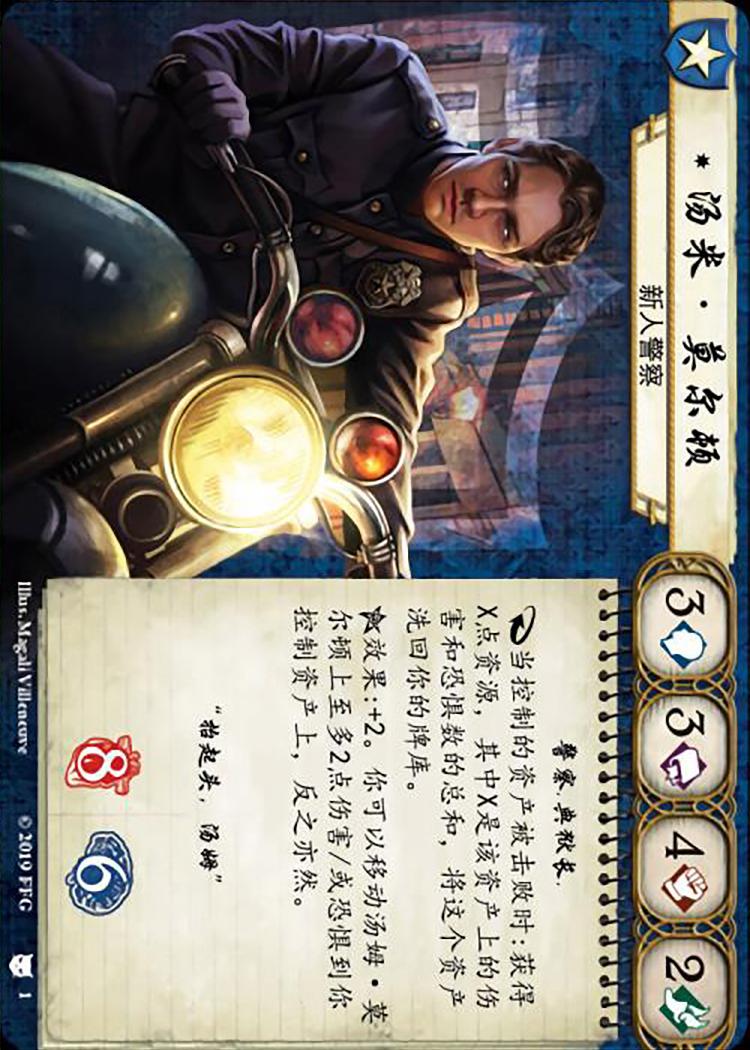 汤米·莫尔顿
新人警察
3 3 4 2
警察.典狱长.
当控制的资产被击败时:获得
X点资源,其中X是该资产上的伤
害和恐惧数的总和,将这个资产
洗回你的牌库。
效果:+2。你可以移动汤姆·莫
尔顿上至多2点伤害/或恐惧到你
控制资产上,反之亦然。
“抬起头,汤姆”
8 6
Illus. Magali Villeneuve
© 2019 FFG
1